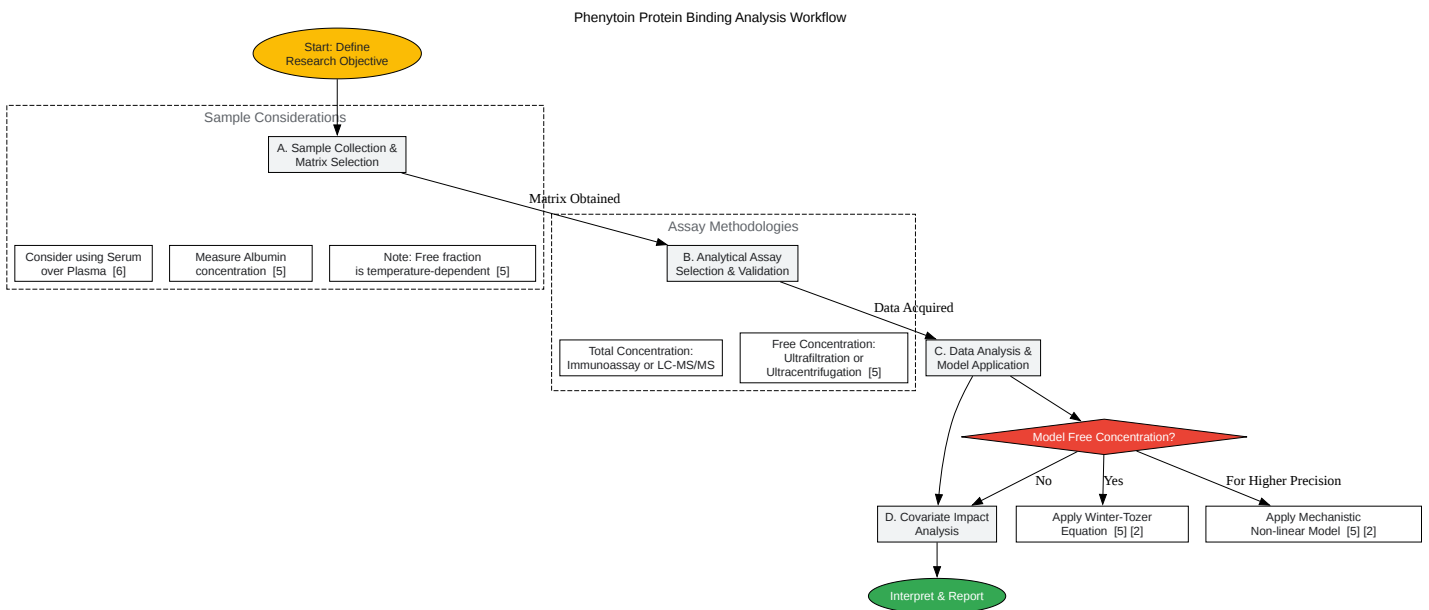 Phenytoin Protein Binding Analysis Workflow
Start: Define
Research Objective
Sample Considerations
A. Sample Collection &
Matrix Selection
Matrix Obtained
Consider using Serum
over Plasma [6]
Measure Albumin
concentration [5]
Note: Free fraction
is temperature-dependent [5]
Assay Methodologies
B. Analytical Assay
Selection & Validation
Data Acquired
Total Concentration:
Immunoassay or LC-MS/MS
Free Concentration:
Ultrafiltration or
Ultracentrifugation [5]
C. Data Analysis &
Model Application
Model Free Concentration?
No
Yes
For Higher Precision
D. Covariate Impact
Analysis
Apply Winter-Tozer
Equation [5] [2]
Apply Mechanistic
Non-linear Model [5] [2]
Interpret & Report